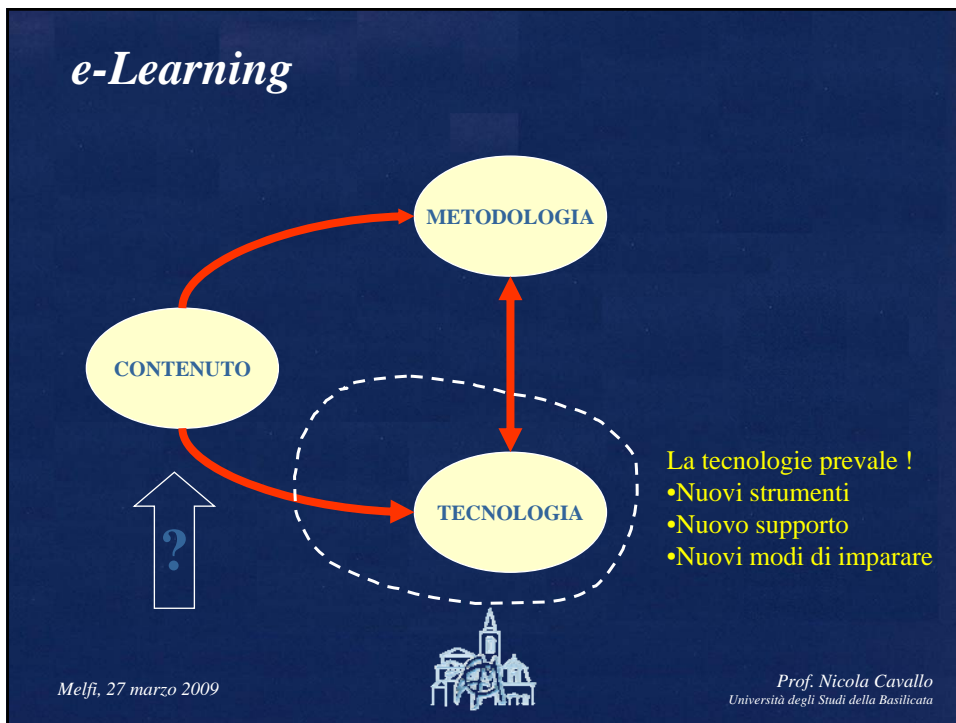 e-Learning
METODOLOGIA
CONTENUTO
TECNOLOGIA
?
La tecnologie prevale !
•Nuovi strumenti
•Nuovo supporto
•Nuovi modi di imparare
Melfi, 27 marzo 2009
Prof. Nicola Cavallo
Università degli Studi della Basilicata